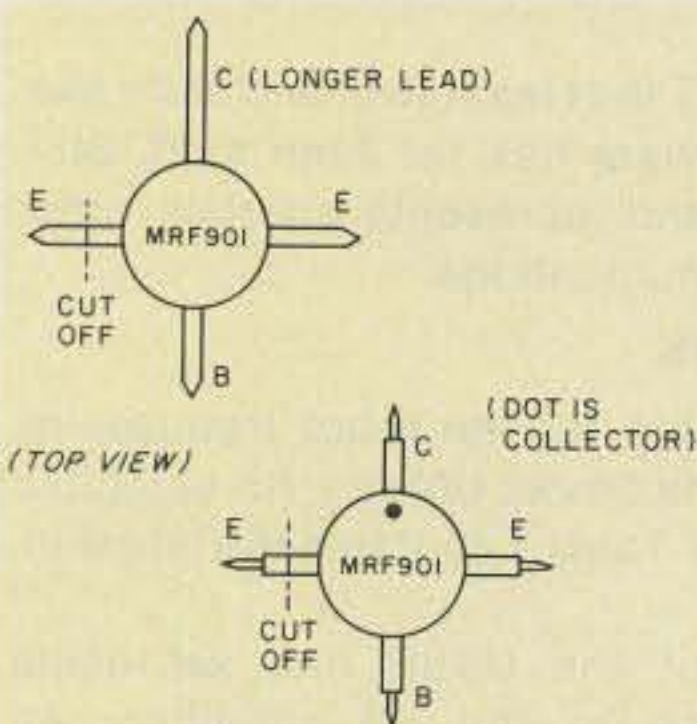 C (LONGER LEAD)
E
E
MRF901
CUT
OFF
B
(TOP VIEW)
(DOT IS
COLLECTOR)
C
E
E
MRF901
CUT
OFF
B